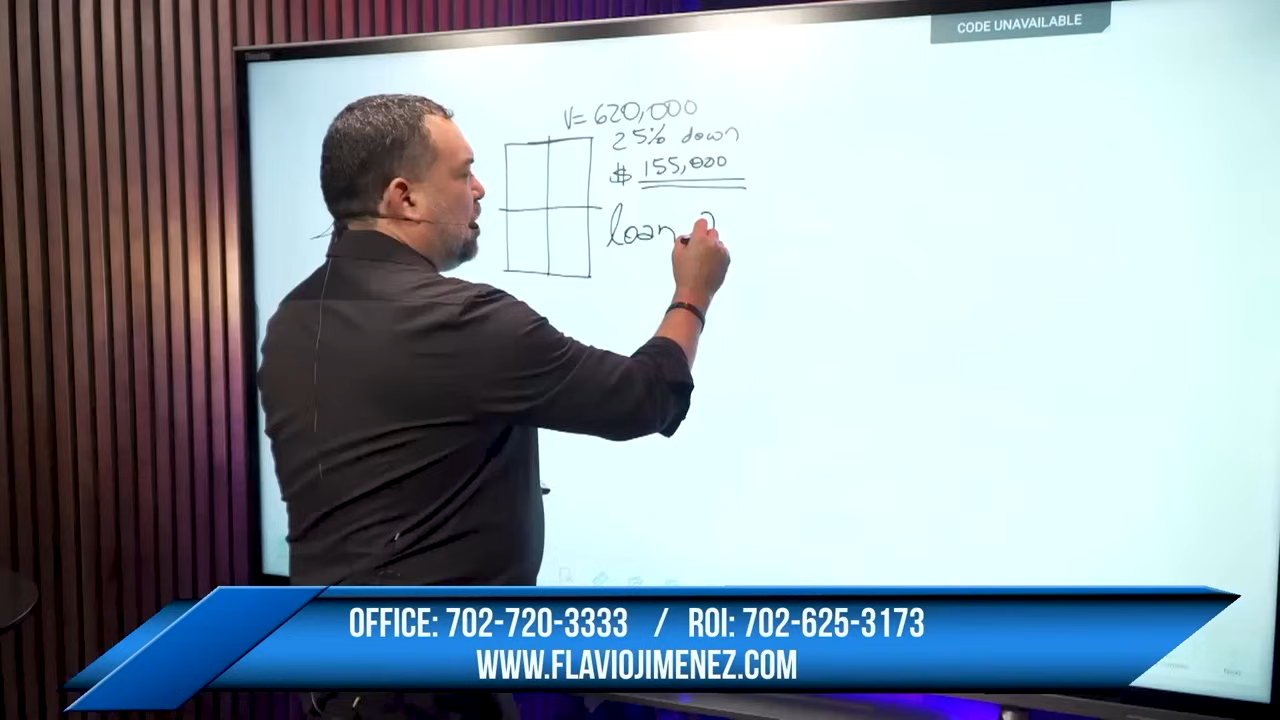 CODE UNAVAILABLE
V= 620,000
25% down
$ 155,000
loan
OFFICE: 702-720-3333 / ROI: 702-625-3173
WWW.FLAVIOJIMENEZ.COM